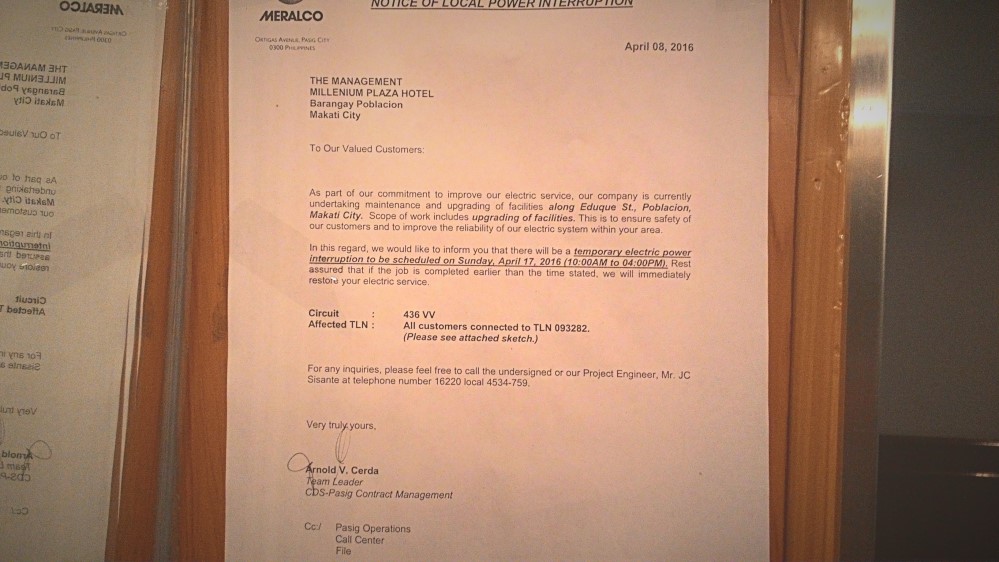 NOTICE OF LOCAL POWER INTERRUPTION
MERALCO
ORTIGAS AVENUE, PASIG CITY
0300 PHILIPPINES
April 08, 2016
THE MANAGEMENT
MILLENIUM PLAZA HOTEL
Barangay Poblacion
Makati City
To Our Valued Customers:
As part of our commitment to improve our electric service, our company is currently
undertaking maintenance and upgrading of facilities along Eduque St., Poblacion,
Makati City. Scope of work includes upgrading of facilities. This is to ensure safety of
our customers and to improve the reliability of our electric system within your area.
In this regard, we would like to inform you that there will be a temporary electric power
interruption to be scheduled on Sunday, April 17, 2016 (10:00AM to 04:00PM). Rest
assured that if the job is completed earlier than the time stated, we will immediately
restore your electric service.
Circuit : 436 VV
Affected TLN : All customers connected to TLN 093282.
(Please see attached sketch.)
For any inquiries, please feel free to call the undersigned or our Project Engineer, Mr. JC
Sisante at telephone number 16220 local 4534-759.
Very truly yours,
Arnold V. Cerda
Team Leader
CDS-Pasig Contract Management
Cc:/ Pasig Operations
Call Center
File